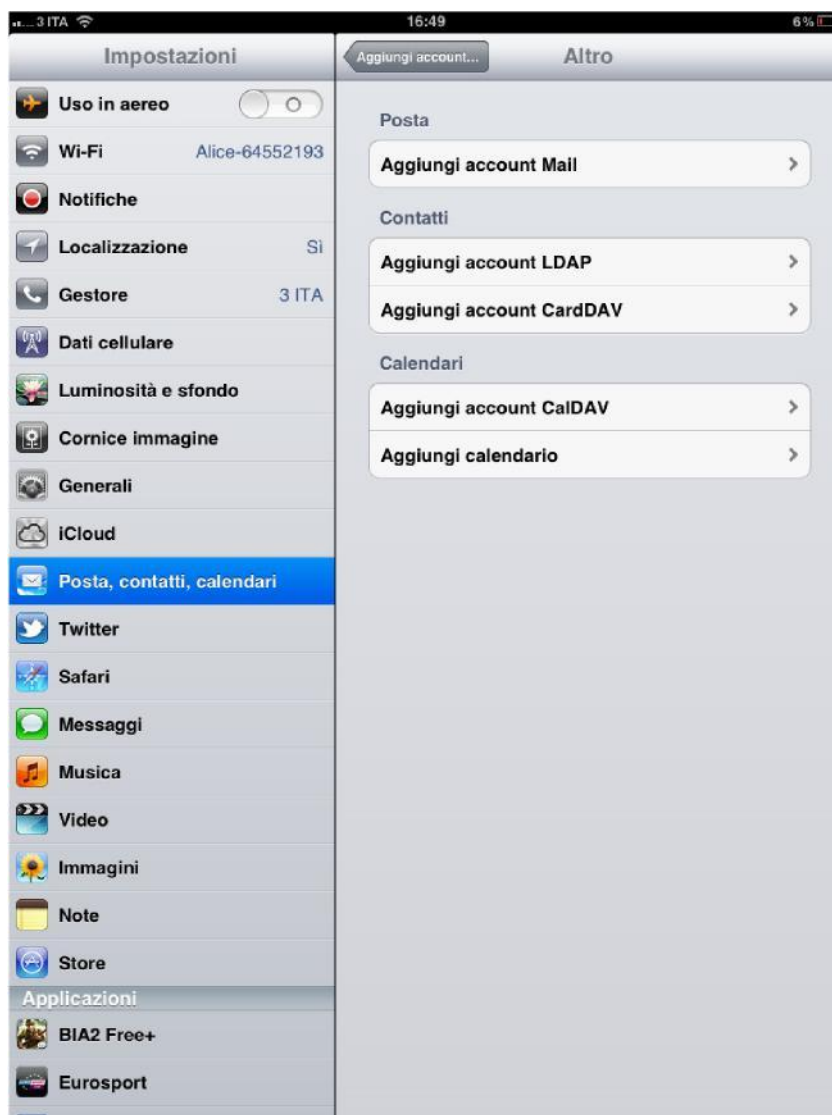 3 ITA
16:49
6%
Impostazioni
Uso in aereo
Wi-Fi Alice-64552193
Notifiche
Localizzazione Sì
Gestore 3 ITA
Dati cellulare
Luminosità e sfondo
Cornice immagine
Generali
iCloud
Posta, contatti, calendari
Twitter
Safari
Messaggi
Musica
Video
Immagini
Note
Store
Applicazioni
BIA2 Free+
Eurosport
Aggiungi account...
Altro
Posta
Aggiungi account Mail
Contatti
Aggiungi account LDAP
Aggiungi account CardDAV
Calendari
Aggiungi account CalDAV
Aggiungi calendario